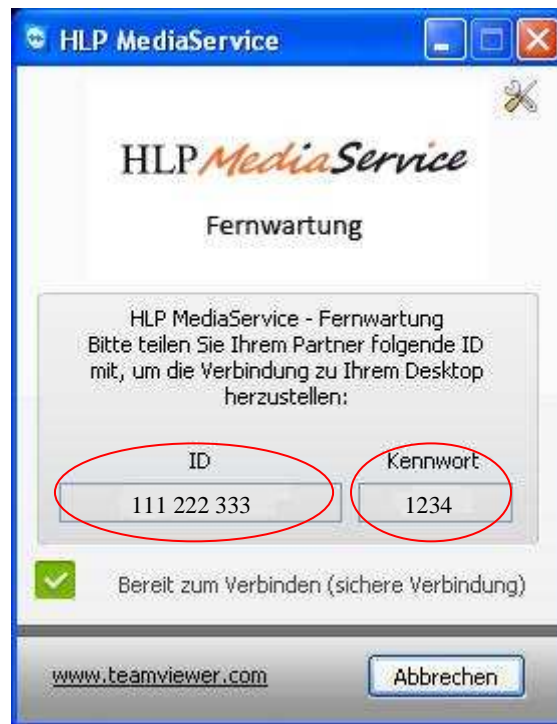 HLP MediaService
HLP MediaService
Fernwartung
HLP MediaService - Fernwartung
Bitte teilen Sie Ihrem Partner folgende ID
mit, um die Verbindung zu Ihrem Desktop
herzustellen:
ID Kennwort
111 222 333 1234
Bereit zum Verbinden (sichere Verbindung)
www.teamviewer.com Abbrechen